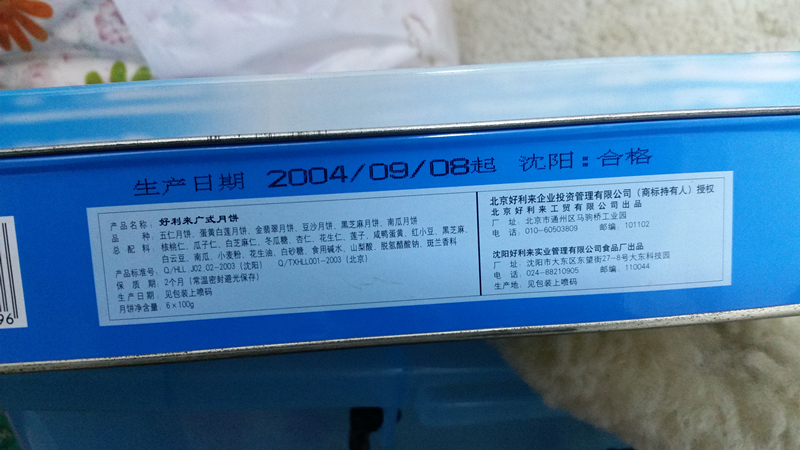 生产日期 2004/09/08起 沈阳:合格
产品名称：好利来广式月饼
品 种：五仁月饼、蛋黄白莲月饼、金翡翠月饼、豆沙月饼、黑芝麻月饼、南瓜月饼
总 配 料：核桃仁、瓜子仁、白芝麻仁、冬瓜糖、杏仁、花生仁、莲子、咸鸭蛋黄、红小豆、黑芝麻、
白云豆、南瓜、小麦粉、花生油、白砂糖、食用碱水、山梨酸、脱氢醋酸钠、斑兰香料
产品标准号：Q/HLL J02.02-2003（沈阳） Q/TXHLL001-2003（北京）
保 质 期：2个月（常温密封避光保存）
生产日期：见包装上喷码
月饼净含量：6×100g
北京好利来企业投资管理有限公司（商标持有人）授权
北京好利来工贸有限公司出品
厂 址：北京市通州区马驹桥工业园
电 话：010-60503809 邮编：101102
沈阳好利来实业管理有限公司食品厂出品
厂 址：沈阳市大东区东望街27-8号大东科技园
电 话：024-88210905 邮编：110044
生产地：见包装上喷码
96